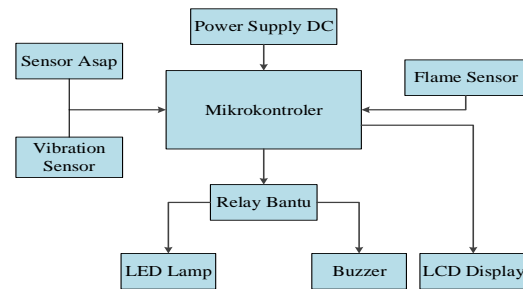 Power Supply DC
Sensor Asap
Flame Sensor
Mikrokontroler
Vibration
Sensor
Relay Bantu
LED Lamp
Buzzer
LCD Display